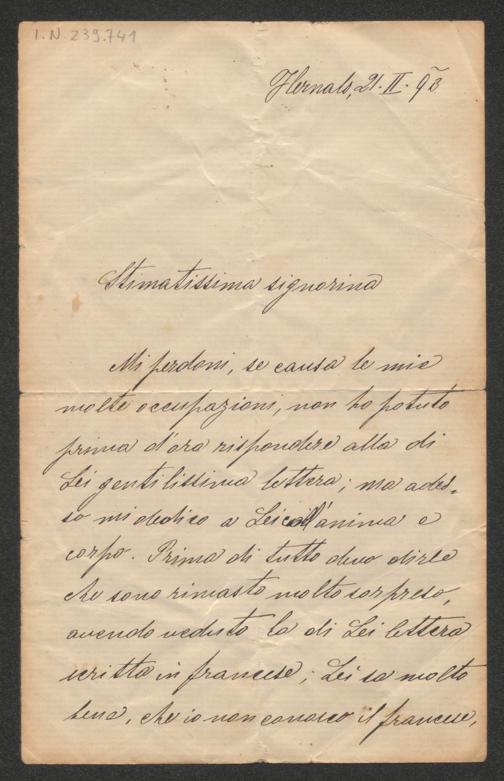 I.N. 239.741
Hernals, 21. II. 93
Stimatissima signorina
Mi perdoni, se causa le mie
molte occupazioni, non ho potuto
prima d'ora rispondere alla di
Lei gentilissima lettera; ma ades-
so mi dedico a Lei coll'anima e
corpo. Prima di tutto devo dirle
che sono rimasto molto sorpreso,
avendo veduto la di Lei lettera
scritta in francese; Lei sa molto
bene, che io non conosco il francese,